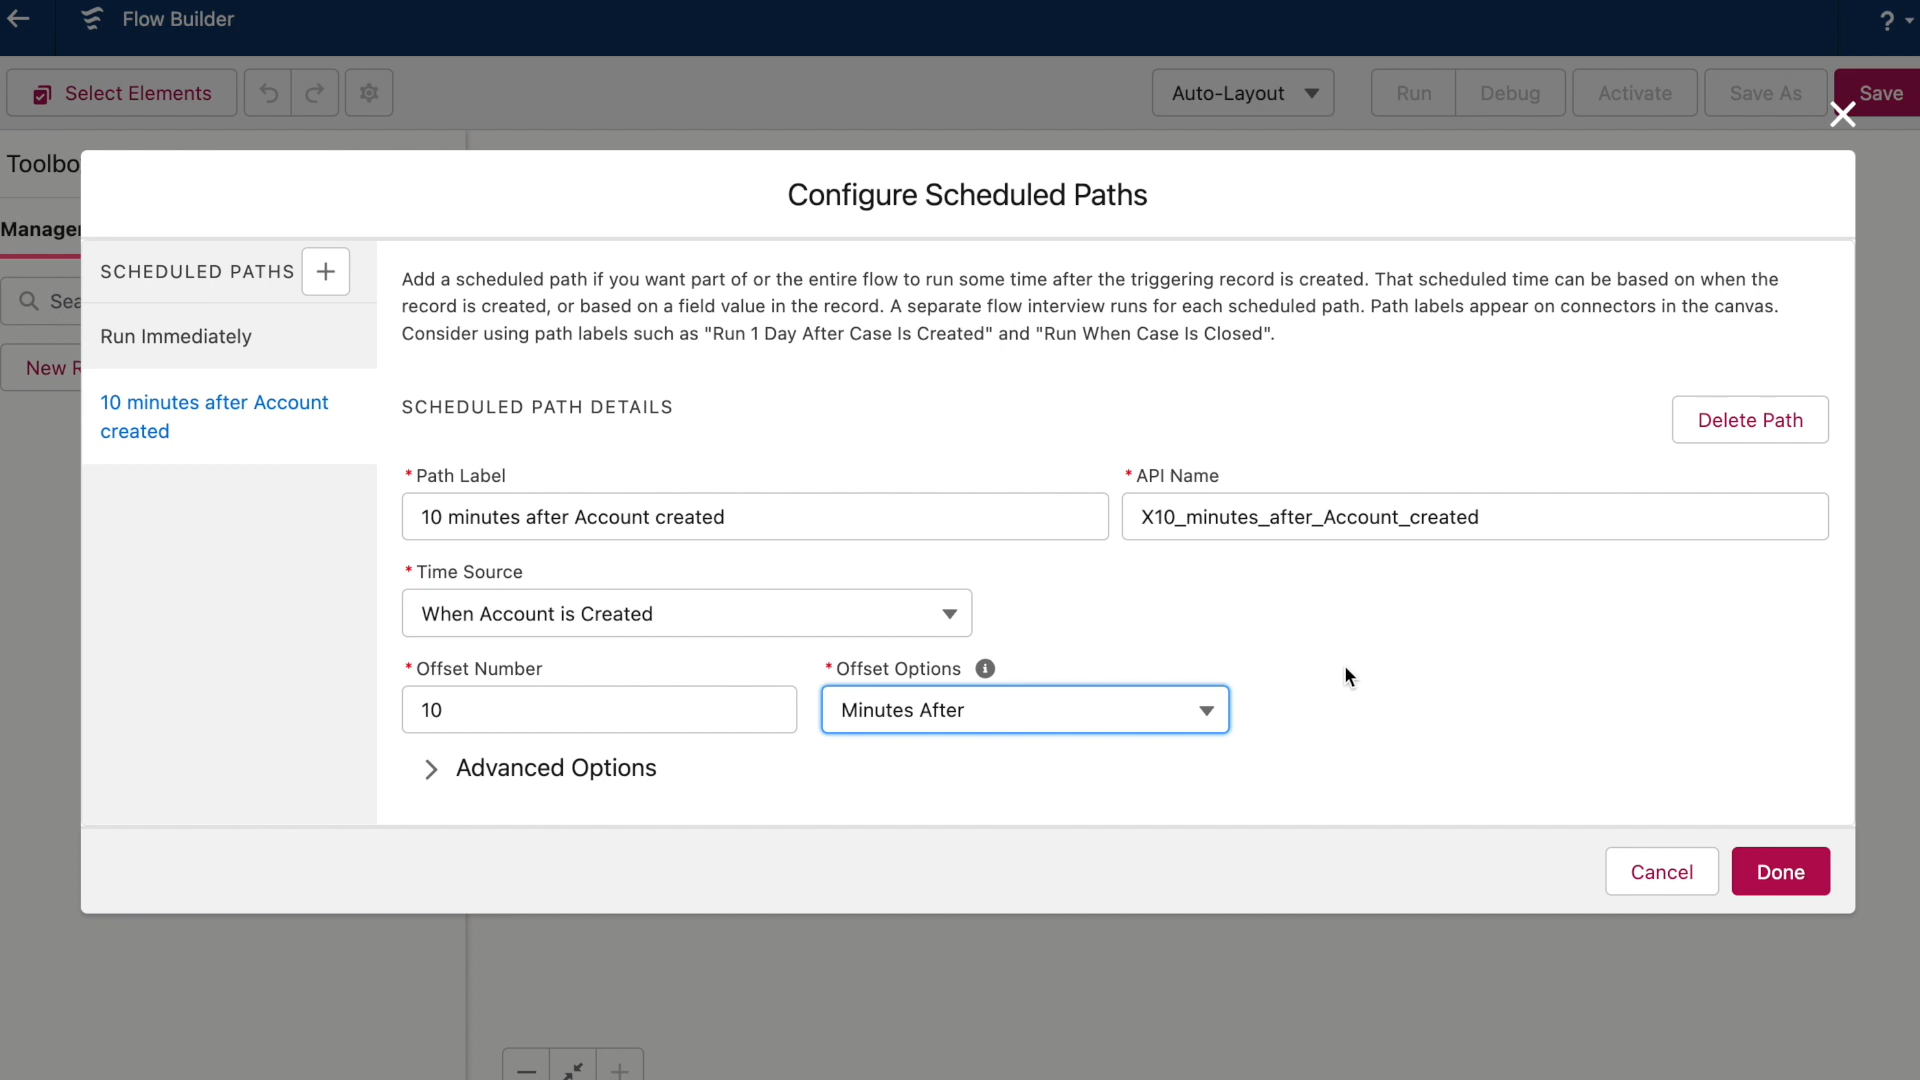 Flow Builder
?
Select Elements
Auto-Layout
Run
Debug
Activate
Save As
Save
Toolbo
Configure Scheduled Paths
Manager
SCHEDULED PATHS
Add a scheduled path if you want part of or the entire flow to run some time after the triggering record is created. That scheduled time can be based on when the
record is created, or based on a field value in the record. A separate flow interview runs for each scheduled path. Path labels appear on connectors in the canvas.
Consider using path labels such as "Run 1 Day After Case Is Created" and "Run When Case Is Closed".
Sea
Run Immediately
New R
10 minutes after Account
created
SCHEDULED PATH DETAILS
Delete Path
* Path Label
* API Name
10 minutes after Account created
X10_minutes_after_Account_created
* Time Source
When Account is Created
* Offset Number
* Offset Options
10
Minutes After
Advanced Options
Cancel
Done